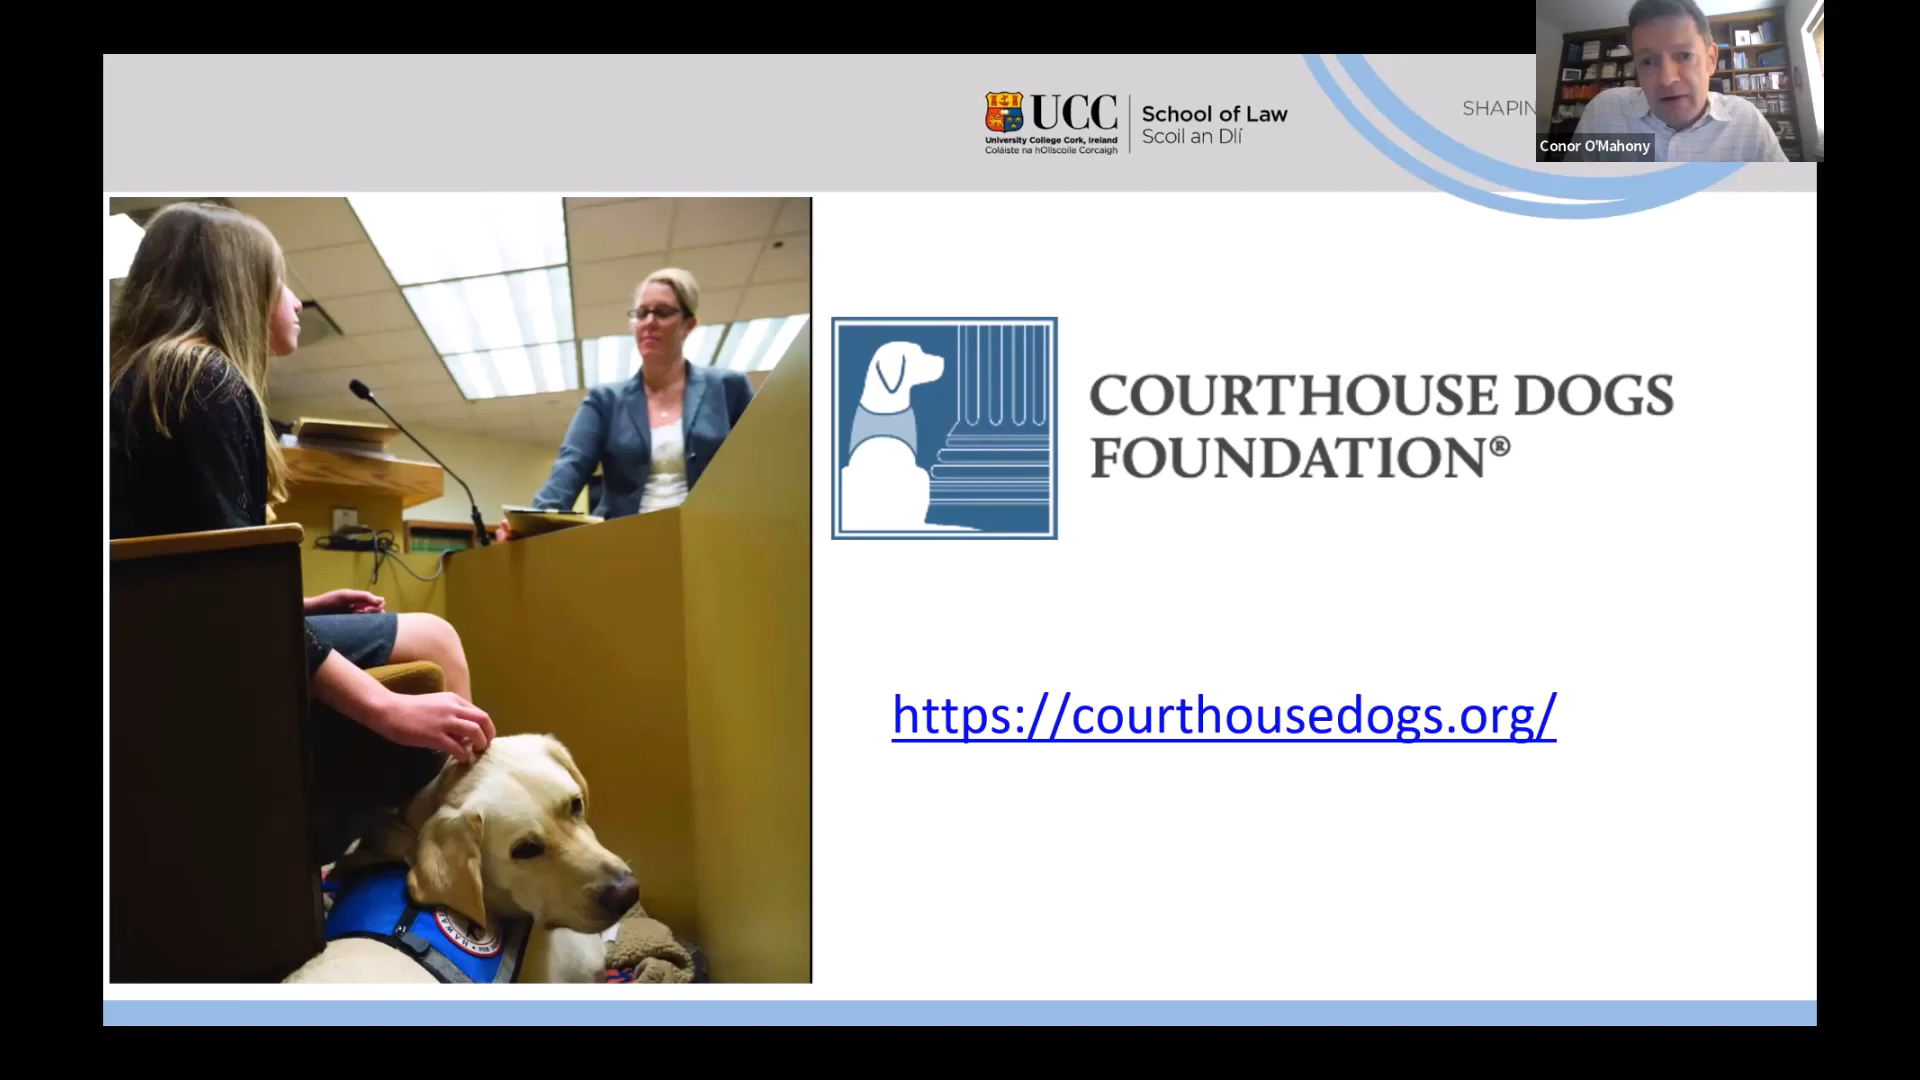 UCC
University College Cork, Ireland
Coláiste na hOllscoile Corcaigh
School of Law
Scoil an Dlí
SHAPIN
Conor O'Mahony
COURTHOUSE DOGS
FOUNDATION®
https://courthousedogs.org/